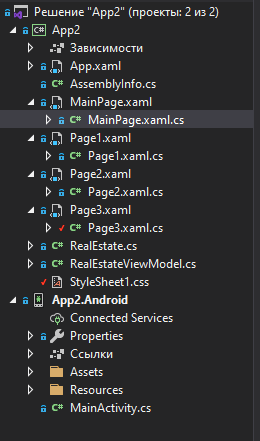 Решение "App2" (проекты: 2 из 2)
App2
Зависимости
App.xaml
AssemblyInfo.cs
MainPage.xaml
MainPage.xaml.cs
Page1.xaml
Page1.xaml.cs
Page2.xaml
Page2.xaml.cs
Page3.xaml
Page3.xaml.cs
RealEstate.cs
RealEstateViewModel.cs
StyleSheet1.css
App2.Android
Connected Services
Properties
Ссылки
Assets
Resources
MainActivity.cs